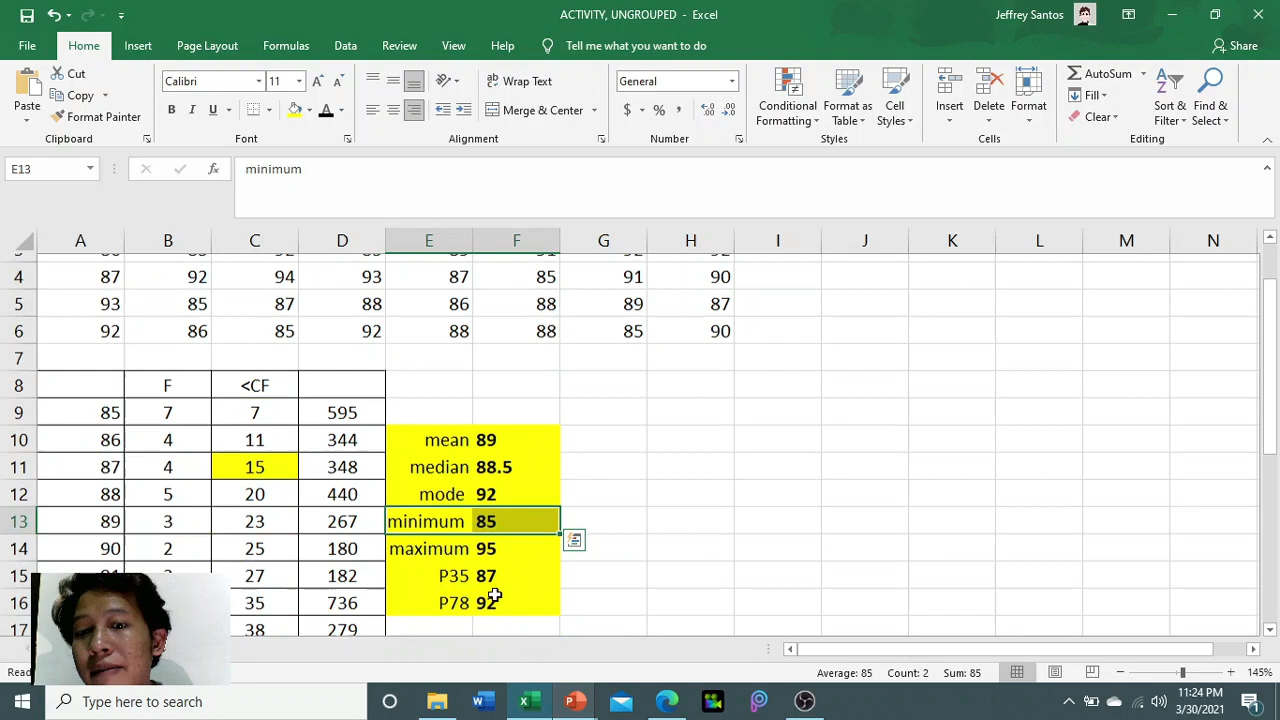 ACTIVITY, UNGROUPED - Excel
Jeffrey Santos
File Home Insert Page Layout Formulas Data Review View Help Tell me what you want to do Share
Paste Cut Copy Format Painter
Calibri 11
B I U
Wrap Text
Merge & Center
General
$ % ,
Conditional Formatting
Format as Table
Cell Styles
Insert Delete Format
AutoSum
Fill
Clear
Sort & Filter
Find & Select
Clipboard Font Alignment Number Styles Cells Editing
E13 fx minimum
A B C D E F G H I J K L M N
4 87 92 94 93 87 85 91 90
5 93 85 87 88 86 88 89 87
6 92 86 85 92 88 88 85 90
7
8 F <CF
9 85 7 7 595
10 86 4 11 344 mean 89
11 87 4 15 348 median 88.5
12 88 5 20 440 mode 92
13 89 3 23 267 minimum 85
14 90 2 25 180 maximum 95
15 27 182 P35 87
16 35 736 P78 92
17 38 279
Average: 85 Count: 2 Sum: 85 145%
Type here to search
11:24 PM
3/30/2021